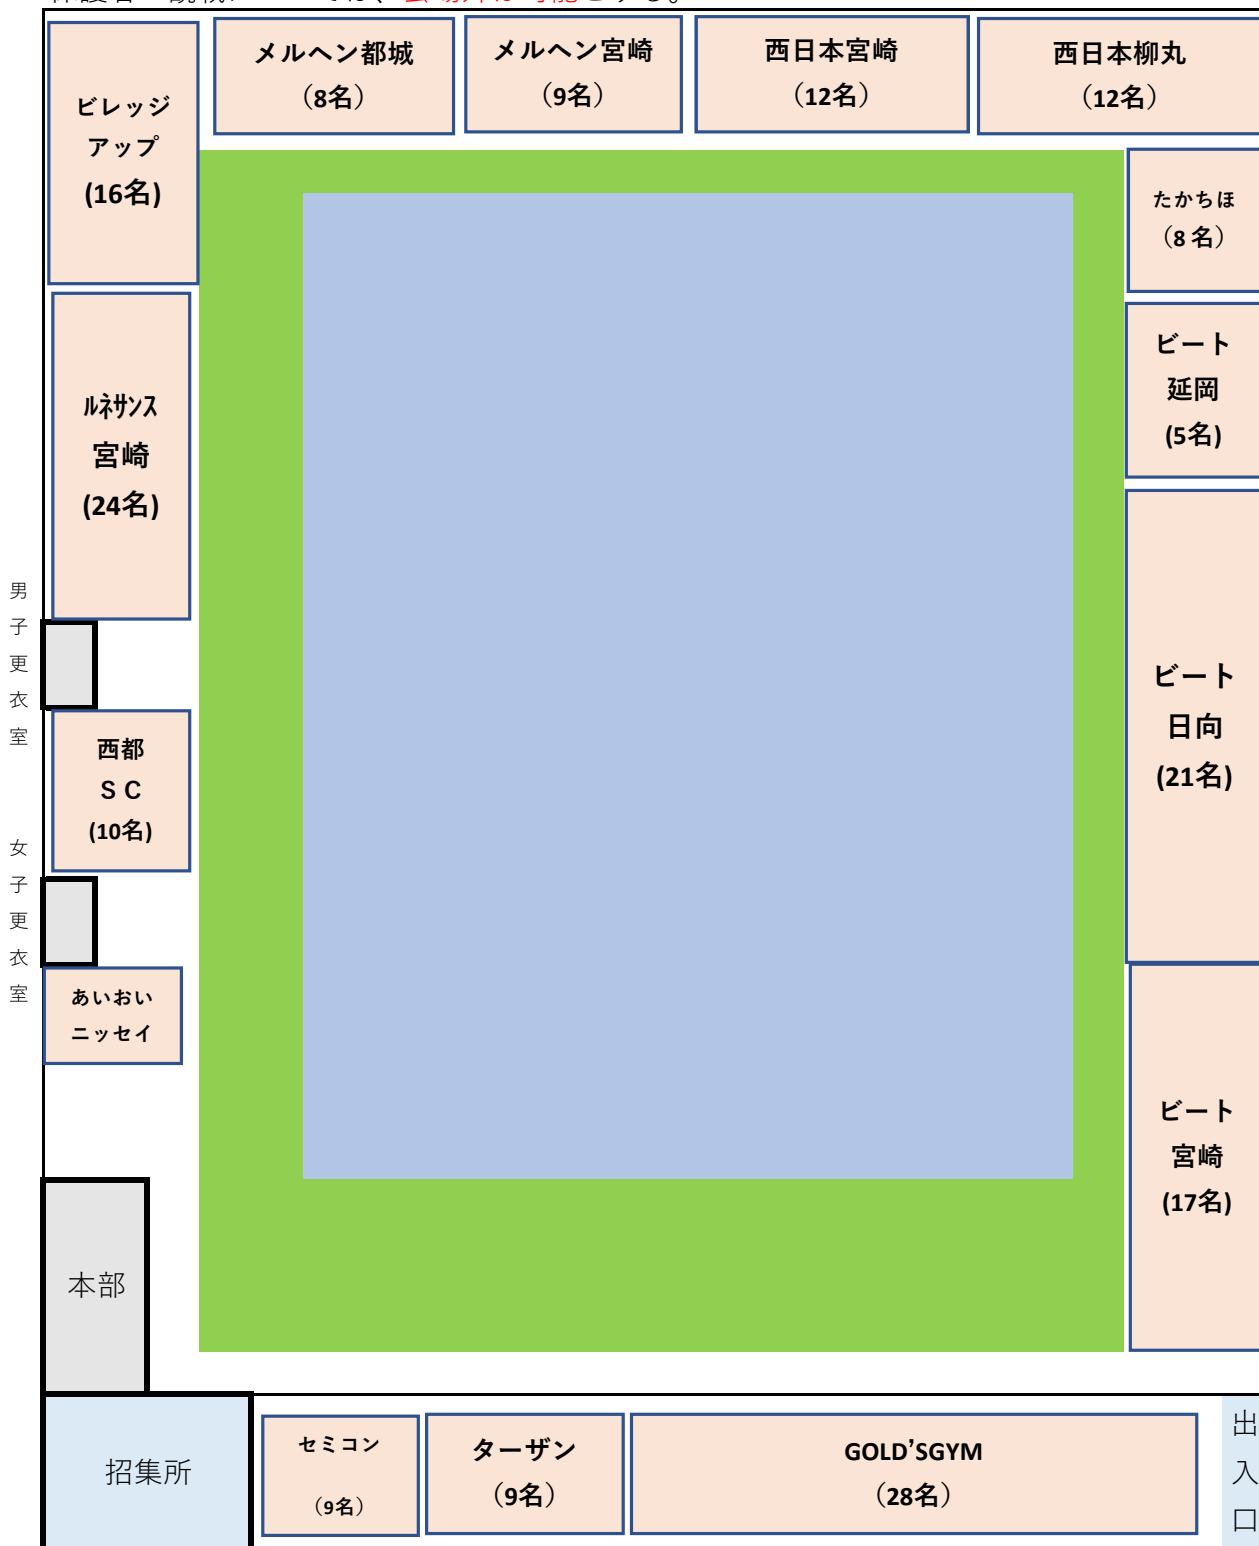 メルヘン都城
（8名）
メルヘン宮崎
（9名）
西日本宮崎
（12名）
西日本柳丸
（12名）
ビレッジ
アップ
(16名)
たかちほ
（8 名）
ビート
延岡
(5名)
ﾙﾈｻﾝｽ
宮崎
(24名)
男子更衣室
西都
ＳＣ
(10名)
ビート
日向
(21名)
女子更衣室
あいおい
ニッセイ
ビート
宮崎
(17名)
本部
招集所
セミコン
（9名）
ターザン
（9名）
GOLD’SGYM
（28名）
出入口